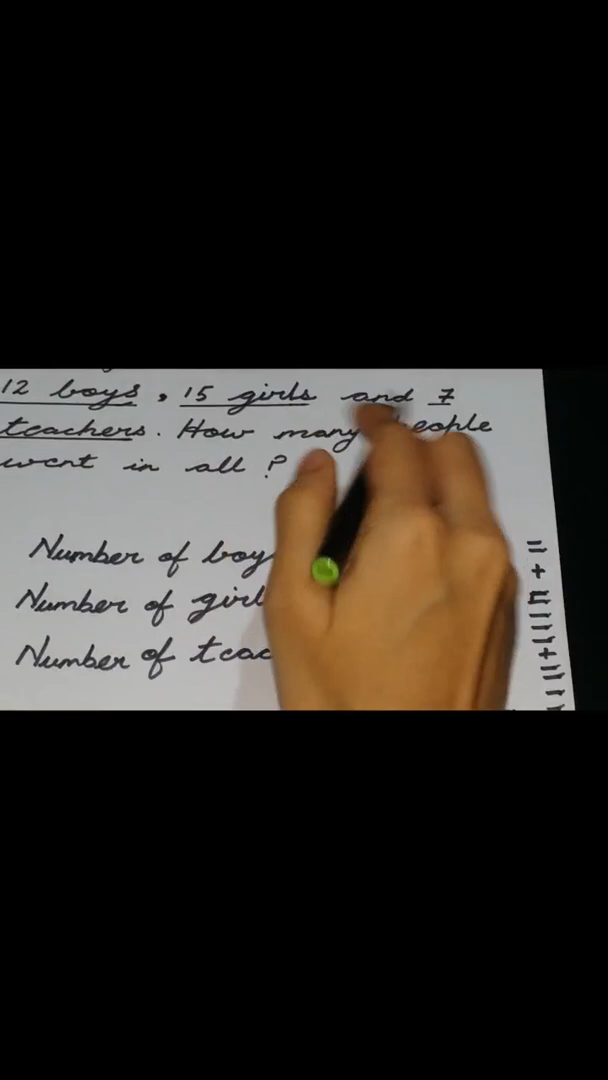 12 boys, 15 girls and 7
teachers. How many people
went in all?
Number of boy
Number of girl
Number of teac